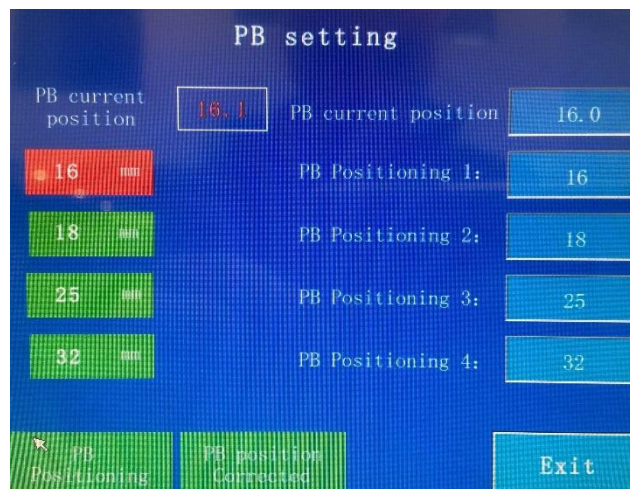 PB setting
PB current
position
16.1
PB current position
16.0
16 mm
PB Positioning 1:
16
18 mm
PB Positioning 2:
18
25 mm
PB Positioning 3:
25
32 mm
PB Positioning 4:
32
PB
Positioning
PB position
Corrected
Exit